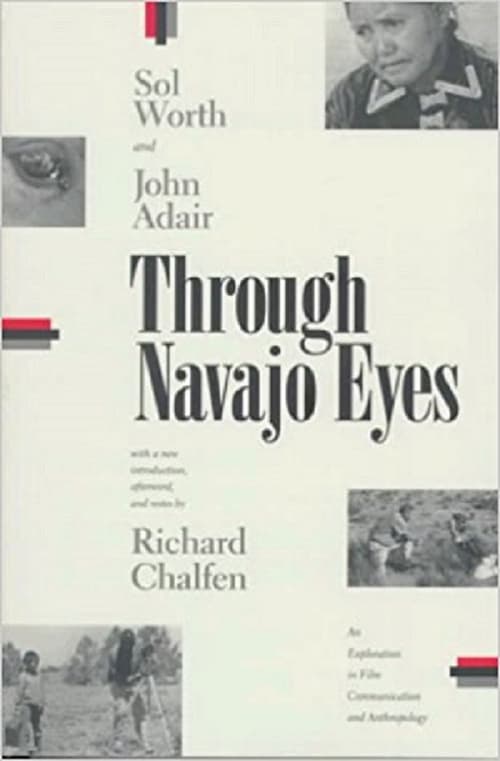 Sol
Worth
and
John
Adair
Through
Navajo Eyes
with a new
introduction,
afterword,
and notes by
Richard
Chalfen
An
Exploration
in Film
Communication
and Anthropology